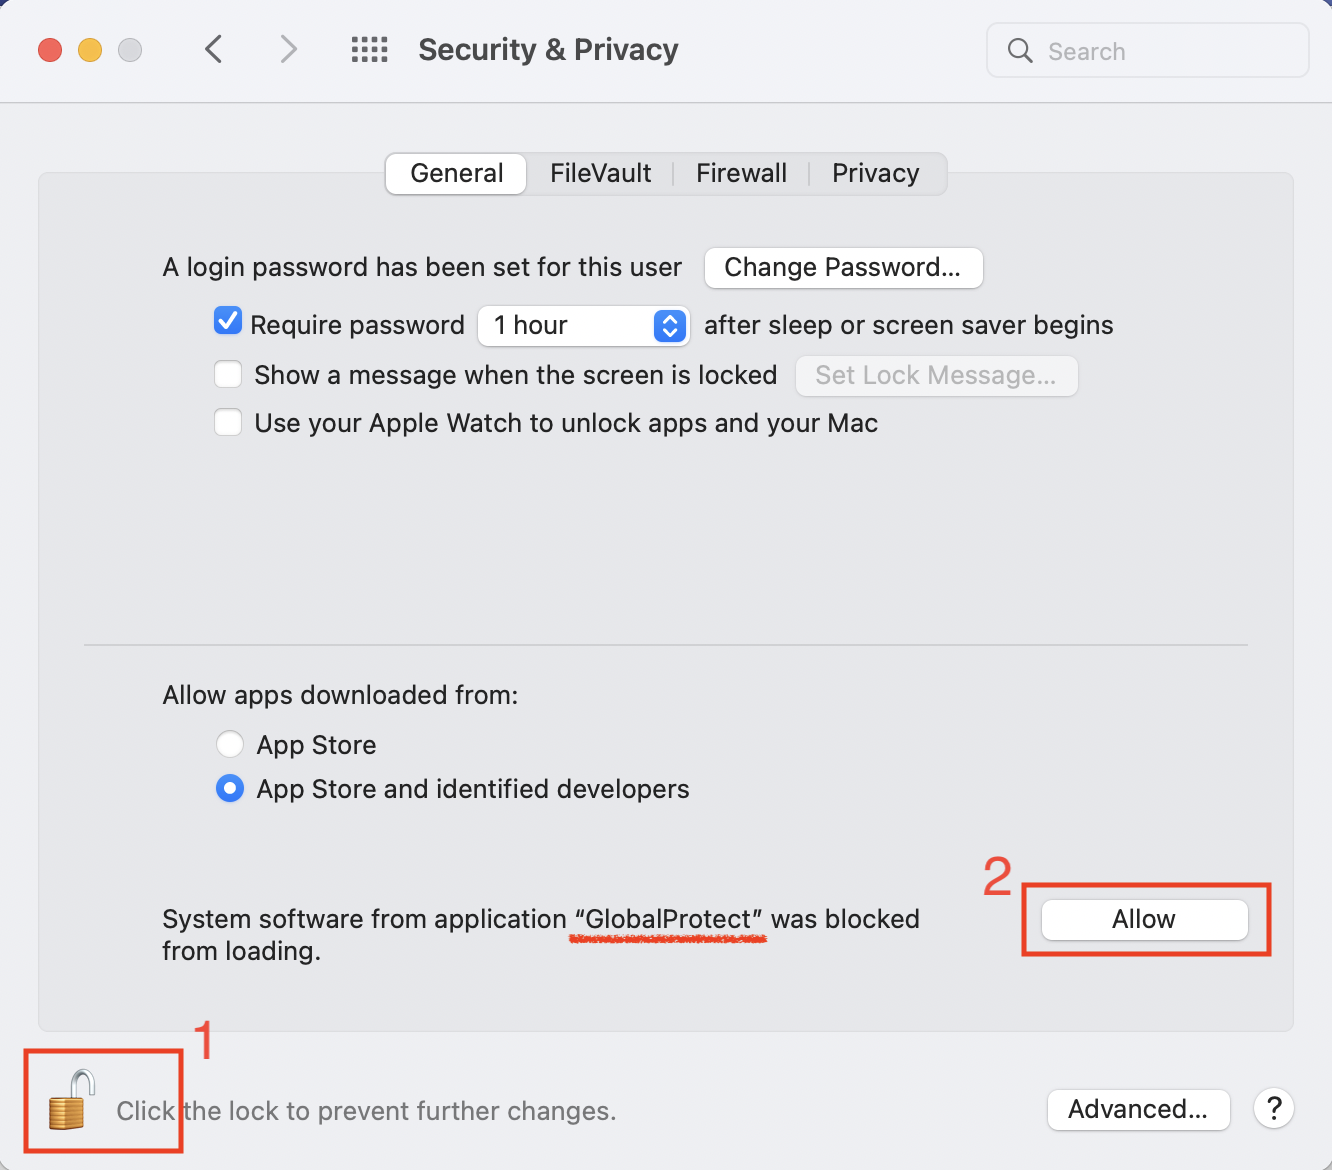 Security & Privacy
Search
General
FileVault
Firewall
Privacy
A login password has been set for this user
Change Password...
Require password
1 hour
after sleep or screen saver begins
Show a message when the screen is locked
Set Lock Message...
Use your Apple Watch to unlock apps and your Mac
Allow apps downloaded from:
App Store
App Store and identified developers
2
System software from application “GlobalProtect” was blocked
from loading.
Allow
1
Click the lock to prevent further changes.
Advanced...
?